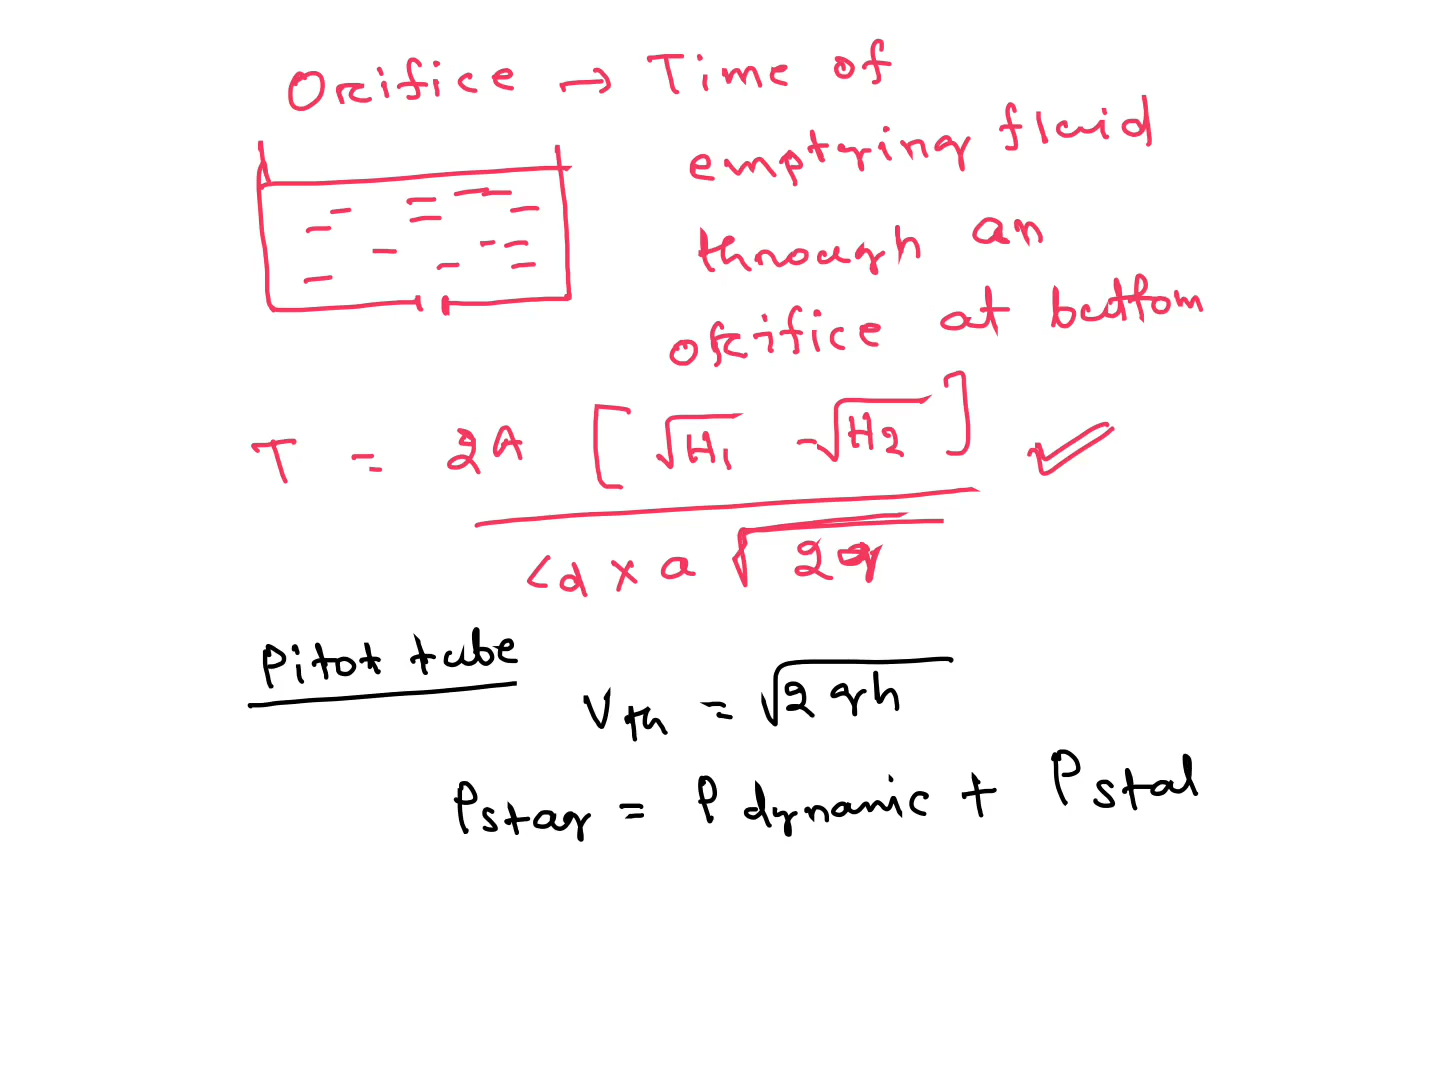 Orifice → Time of
emptying fluid
through an
orifice at bottom
T = 2A [√H₁ - √H₂]
Cd × a √2g
Pitot tube
Vth = √2gh
Pstag = P dynamic + P